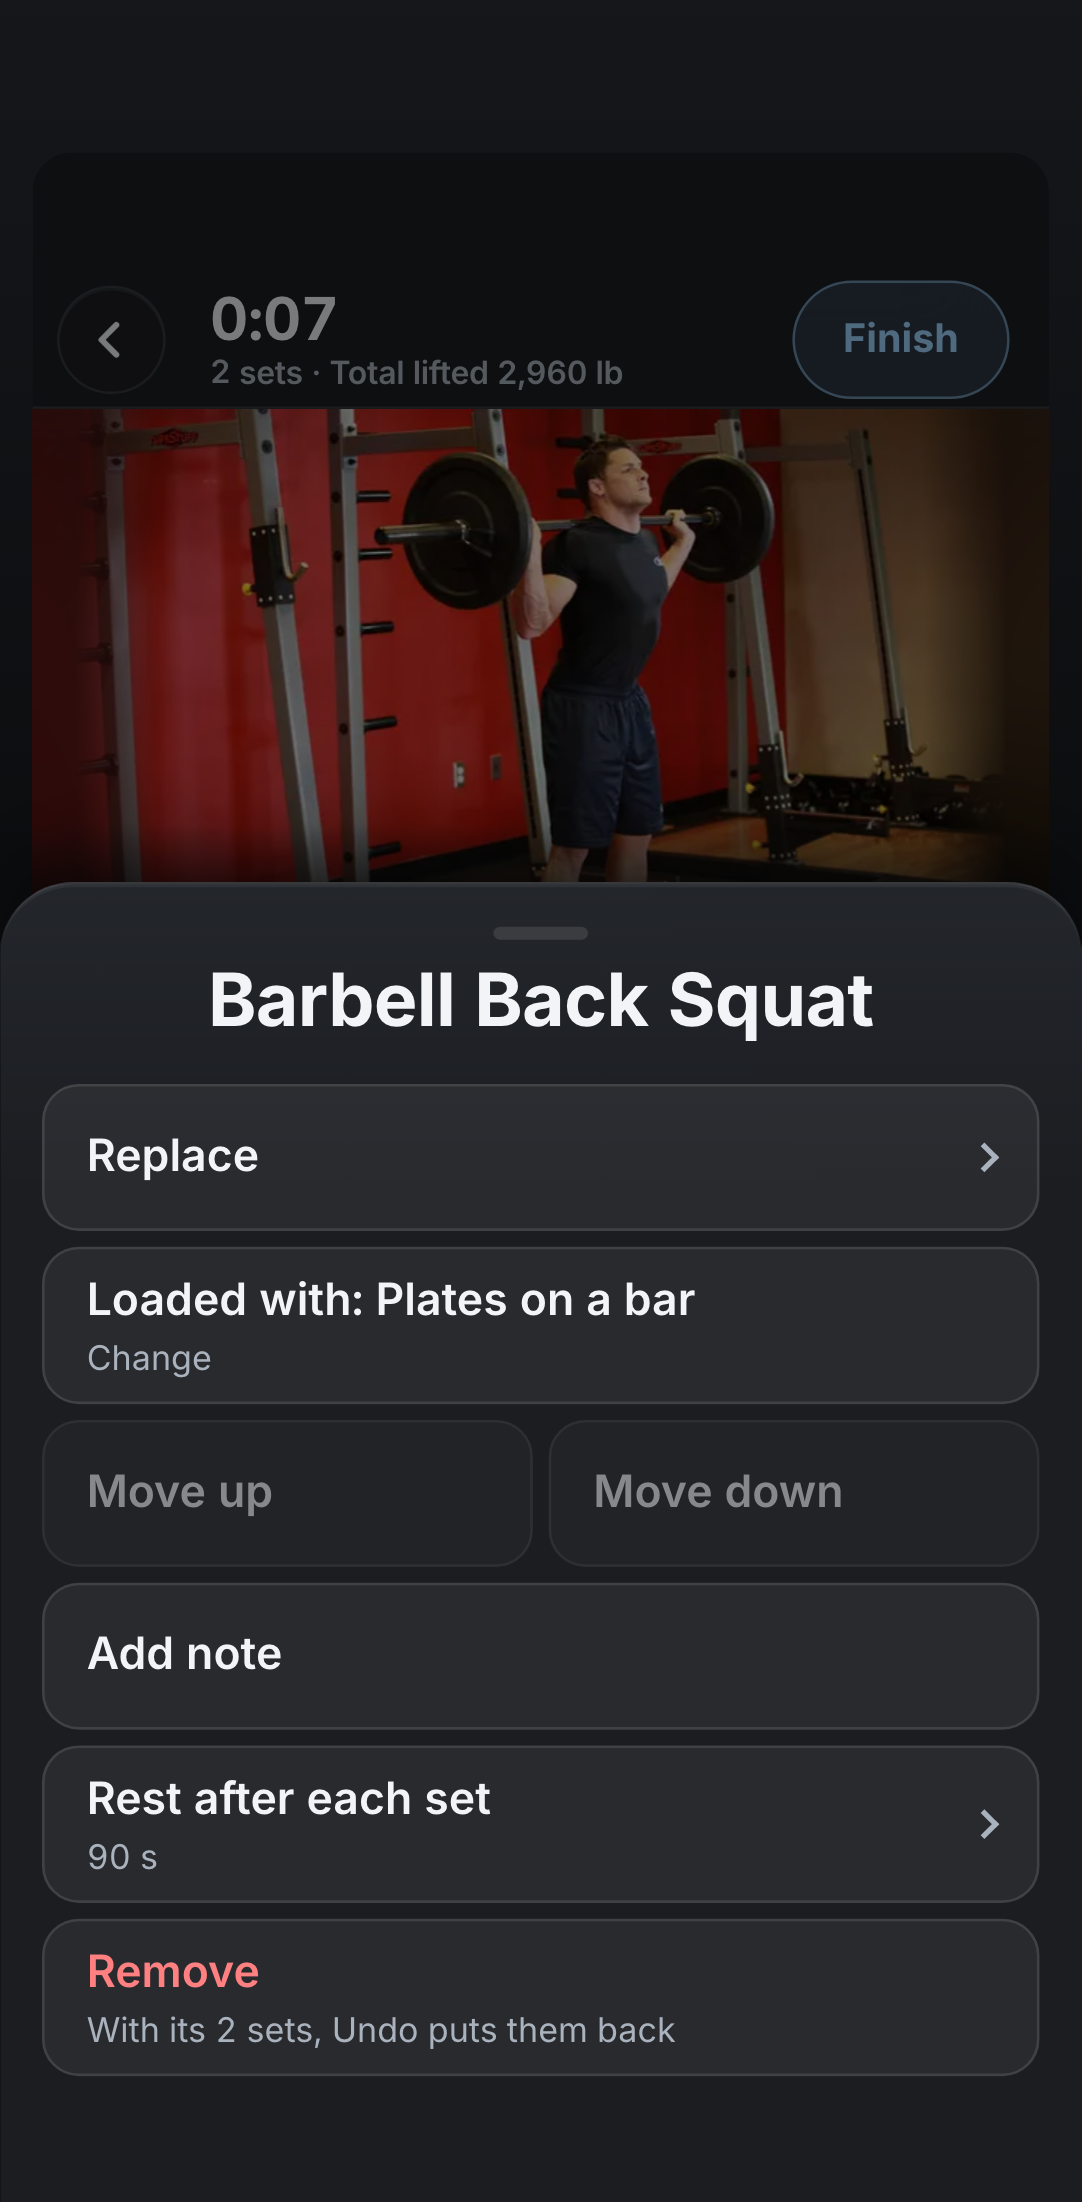 0:07
Finish
2 sets · Total lifted 2,960 lb
Barbell Back Squat
Replace
Loaded with: Plates on a bar
Change
Move up
Move down
Add note
Rest after each set
90 s
Remove
With its 2 sets, Undo puts them back